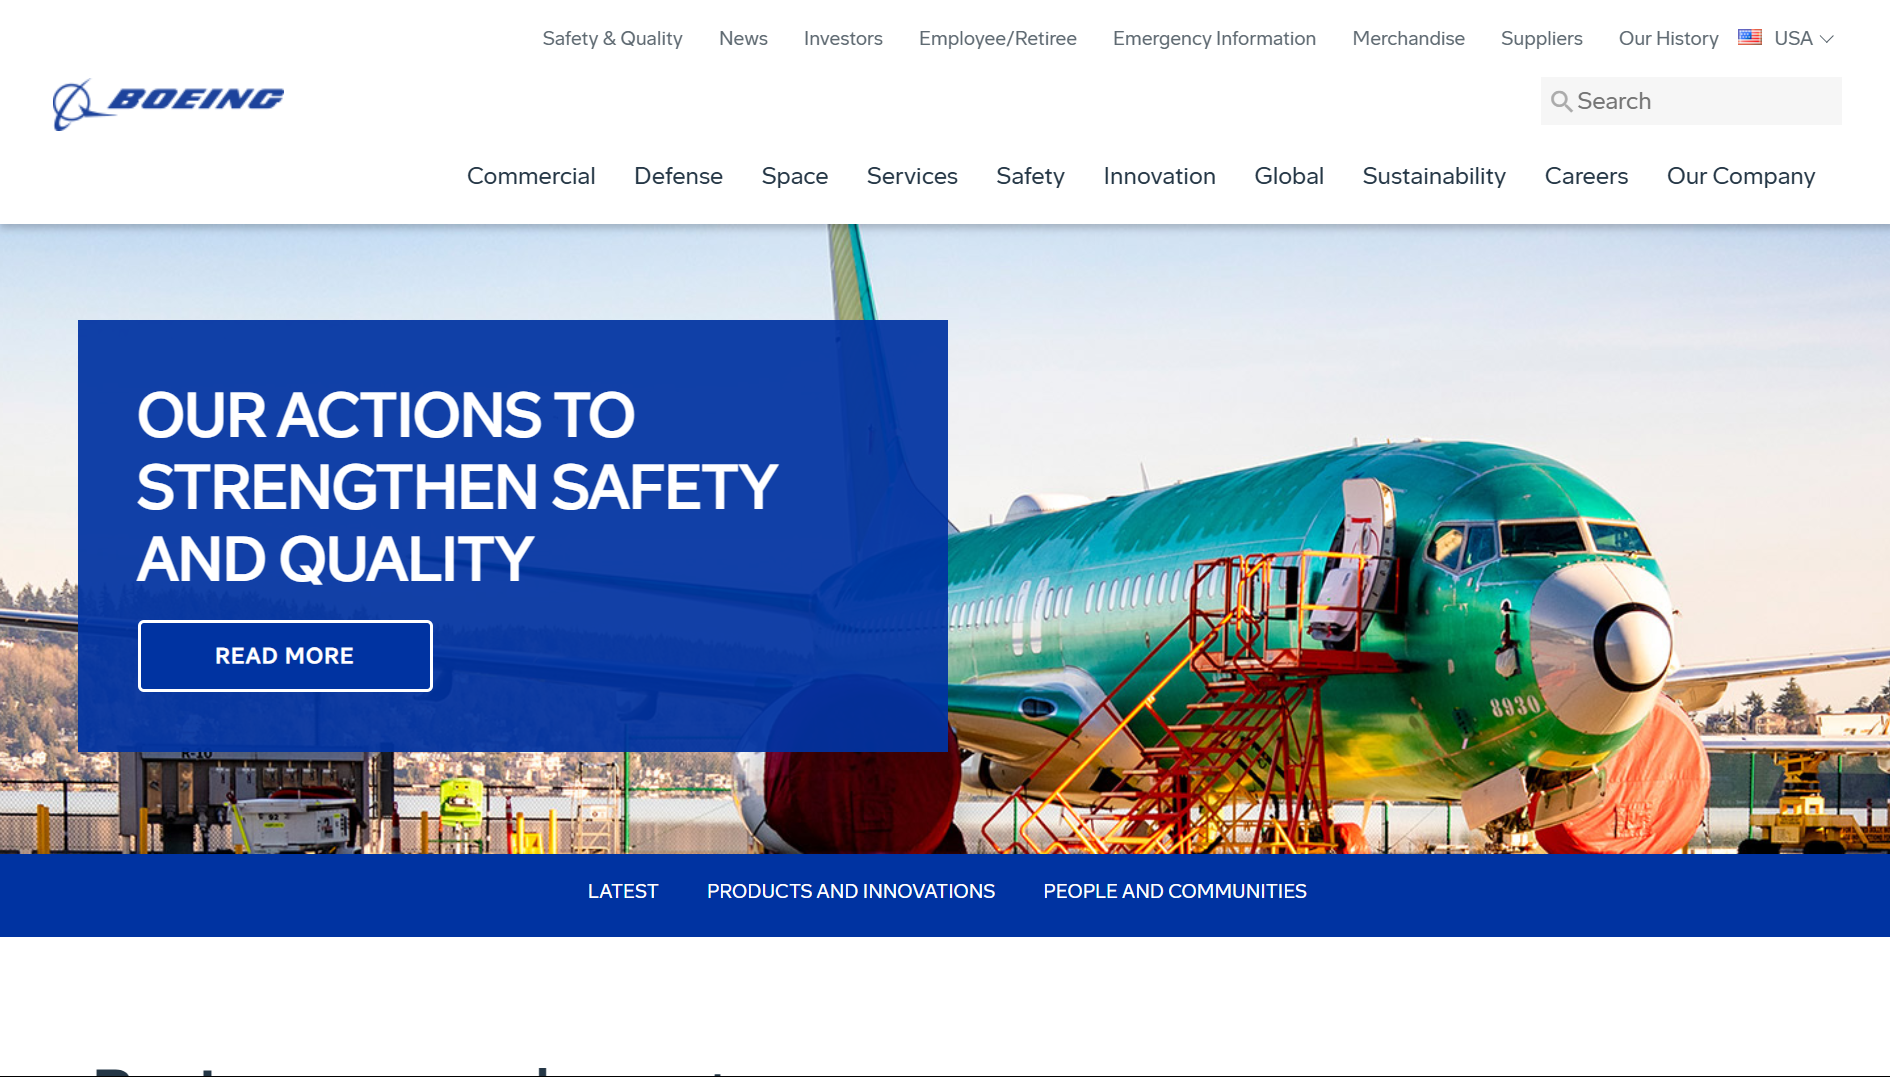 Safety & Quality News Investors Employee/Retiree Emergency Information Merchandise Suppliers Our History USA
BOEING
Search
Commercial Defense Space Services Safety Innovation Global Sustainability Careers Our Company
OUR ACTIONS TO
STRENGTHEN SAFETY
AND QUALITY
READ MORE
8930
R-10
92
LATEST PRODUCTS AND INNOVATIONS PEOPLE AND COMMUNITIES